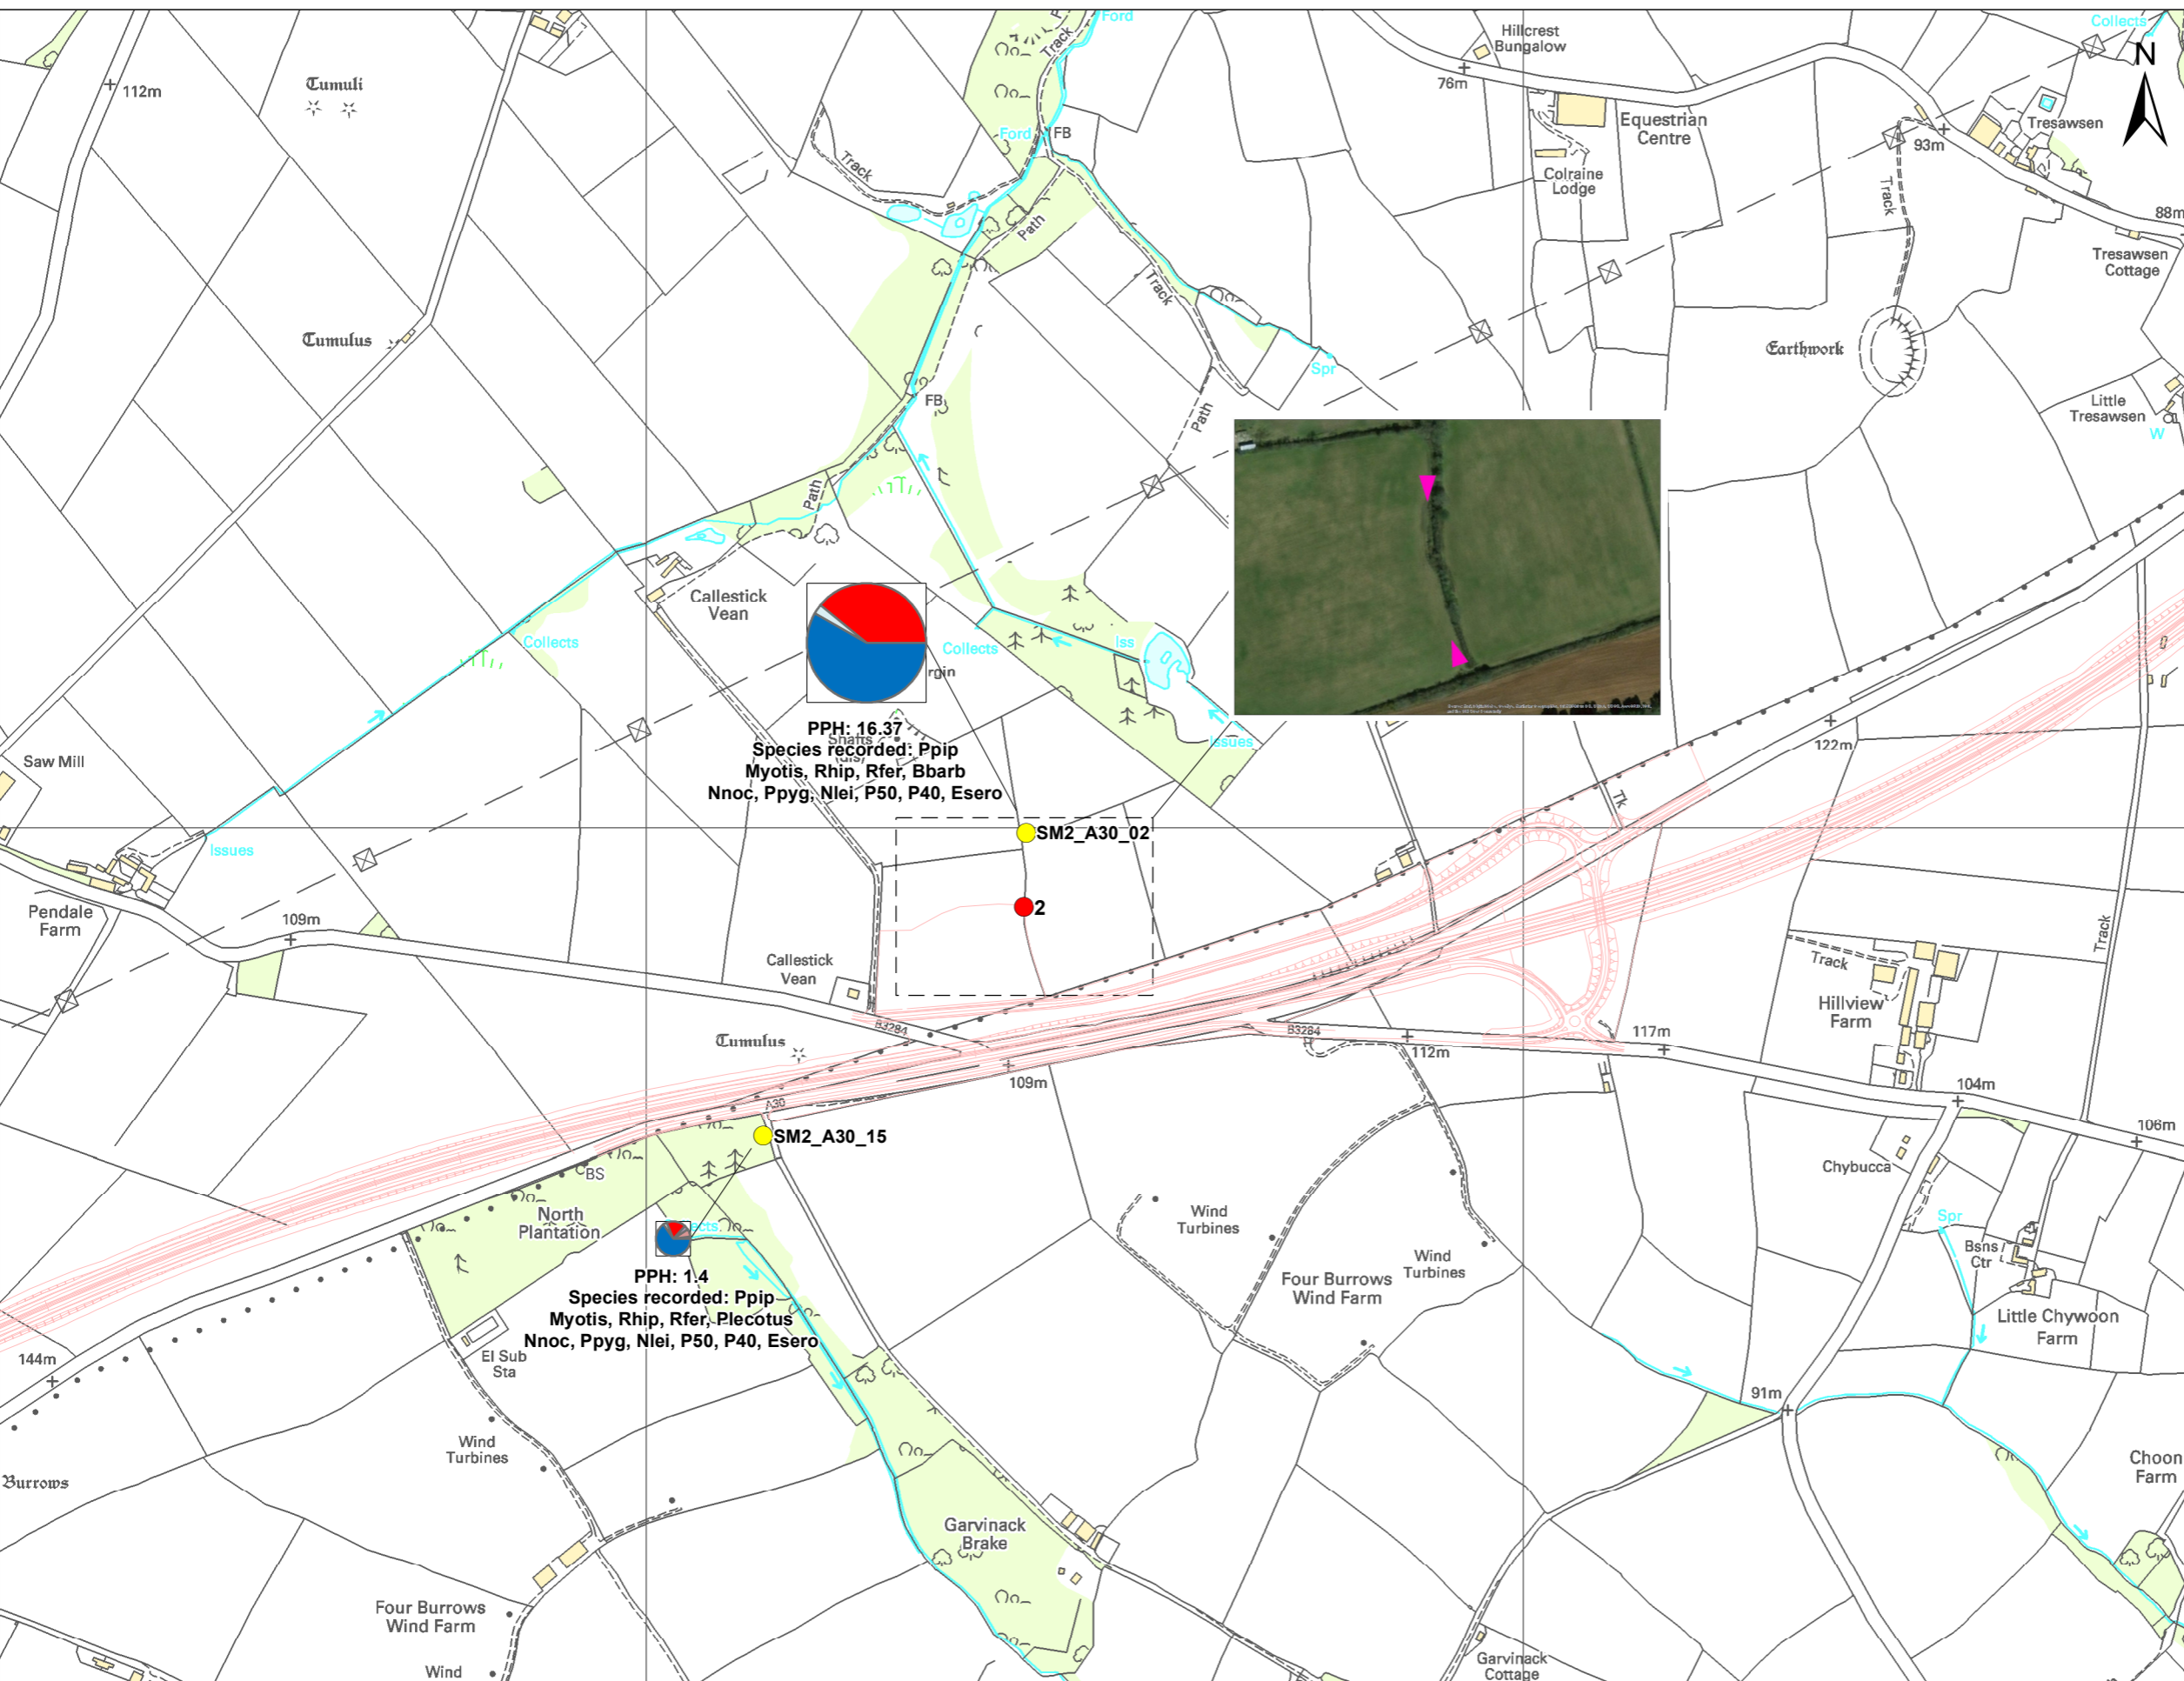 Ford
Collects
N
Hillcrest
Bungalow
76m
112m
Tumuli
Track
Ford
FB
Equestrian
Centre
Tresawsen
93m
Track
Colraine
Lodge
Track
88m
Path
Tresawsen
Cottage
Track
Tumulus
Earthwork
Spr
FB
Path
Little
Tresawsen
W
Path
Callestick
Vean
Collects
Collects
Iss
rgin
Issues
PPH: 16.37
Shafts
Species recorded: Ppip
(dis)
Myotis, Rhip, Rfer, Bbarb
Nnoc, Ppyg, Nlei, P50, P40, Esero
122m
Saw Mill
Tk
SM2_A30_02
Issues
2
Pendale
Farm
109m
Track
Track
Callestick
Vean
Hillview
Farm
B3284
B3284
117m
Tumulus
112m
109m
104m
A30
106m
SM2_A30_15
BS
Chybucca
North
Plantation
Wind
Turbines
Spr
ects
Wind
Turbines
Bsns
Ctr
PPH: 1.4
Species recorded: Ppip
Myotis, Rhip, Rfer, Plecotus
Nnoc, Ppyg, Nlei, P50, P40, Esero
Four Burrows
Wind Farm
Little Chywoon
Farm
El Sub
Sta
144m
91m
Wind
Turbines
Burrows
Choon
Farm
Garvinack
Brake
Four Burrows
Wind Farm
Wind
Garvinack
Cottage